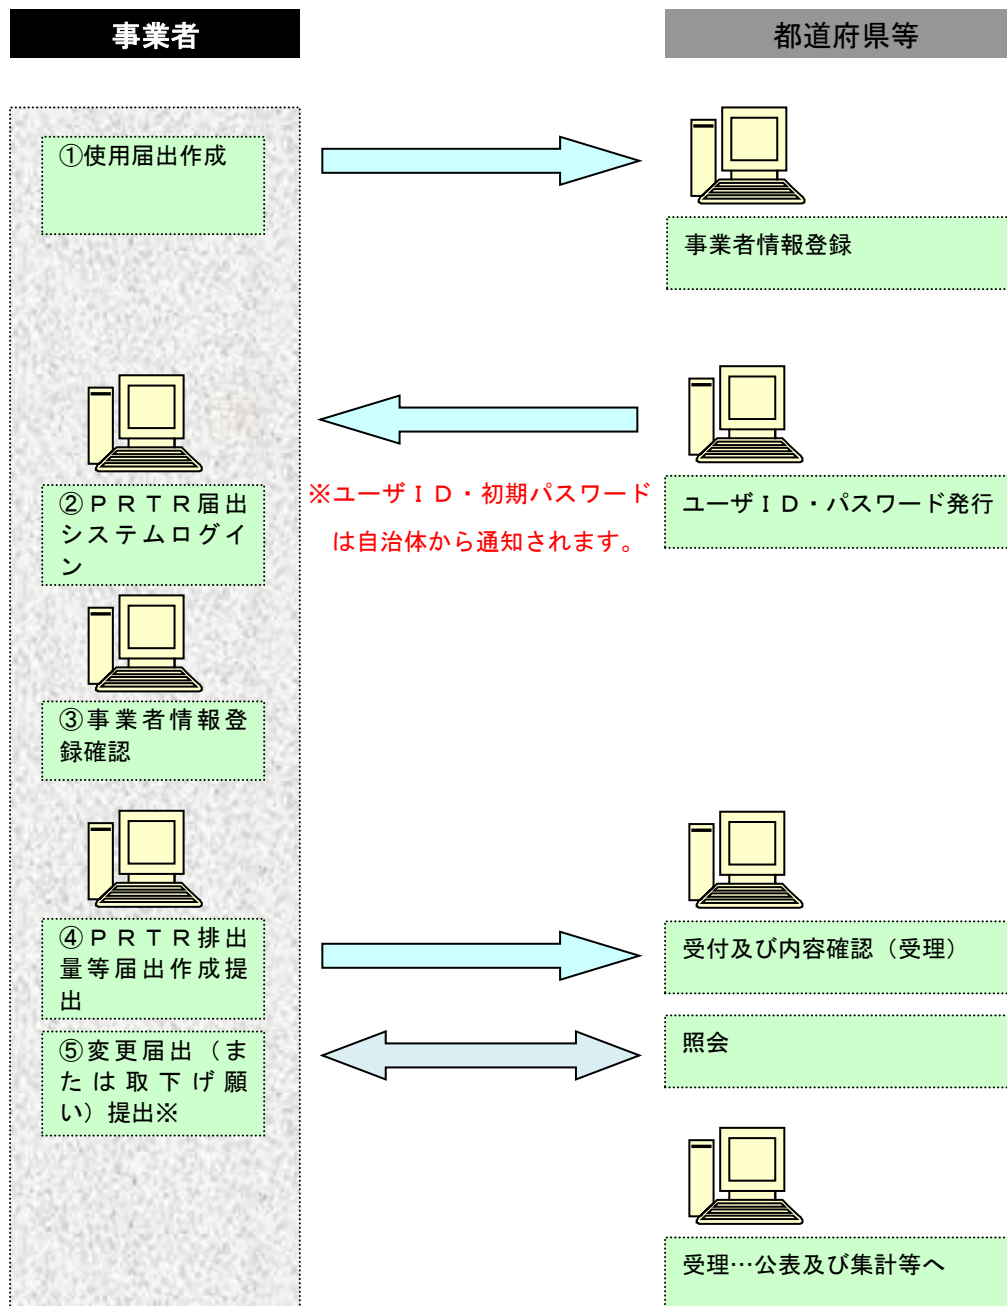 事業者
都道府県等
①使用届出作成
事業者情報登録
②ＰＲＴＲ届出
システムログイ
ン
※ユーザＩＤ・初期パスワード
は自治体から通知されます。
ユーザＩＤ・パスワード発行
③事業者情報登
録確認
④ＰＲＴＲ排出
量等届出作成提
出
受付及び内容確認（受理）
⑤変更届出（ま
たは取下げ願
い）提出※
照会
受理…公表及び集計等へ